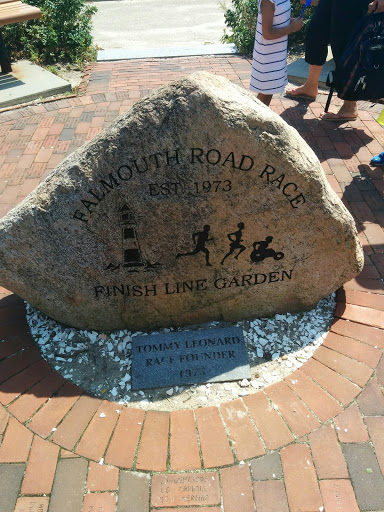 FALMOUTH ROAD RACE
EST. 1973
FINISH LINE GARDEN
TOMMY LEONARD
RACE FOUNDER
1973